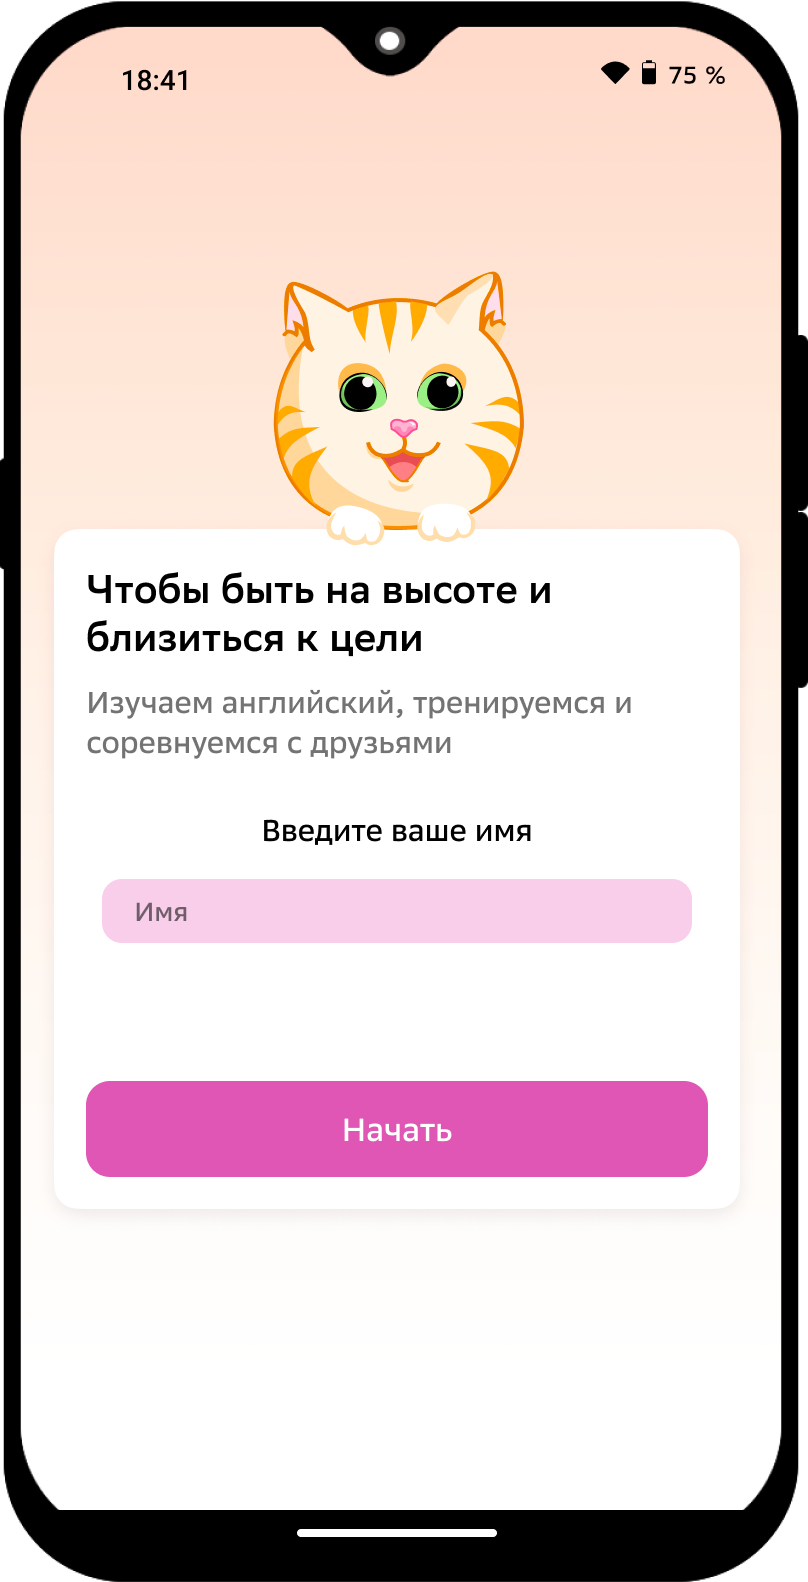 18:41
75 %
Чтобы быть на высоте и
близиться к цели
Изучаем английский, тренируемся и
соревнуемся с друзьями
Введите ваше имя
Имя
Начать